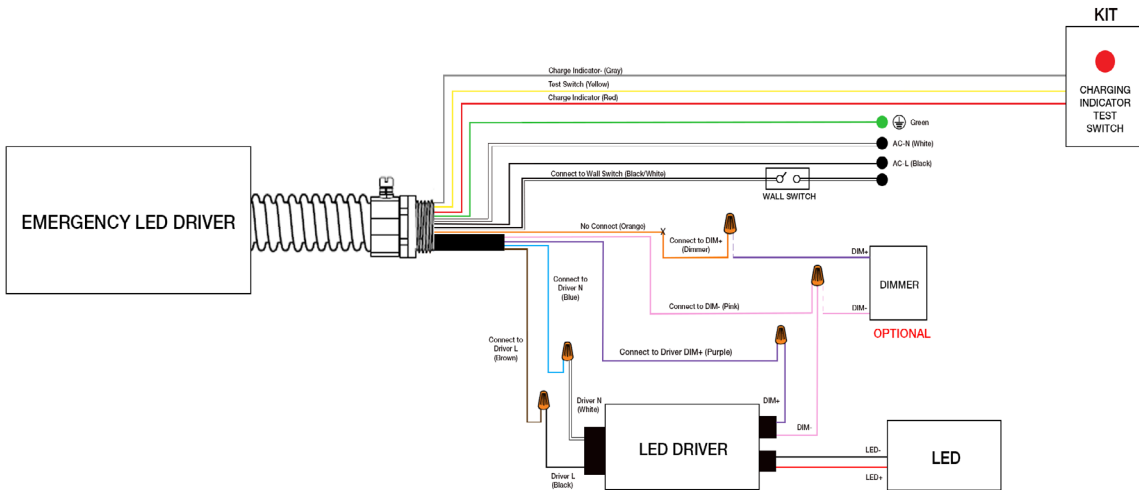 KIT
Charge Indicator- (Gray)
Test Switch (Yellow)
Charge Indicator (Red)
CHARGING
INDICATOR
TEST
SWITCH
Green
AC-N (White)
AC-L (Black)
Connect to Wall Switch (Black/White)
WALL SWITCH
EMERGENCY LED DRIVER
No Connect (Orange)
X
Connect to DIM+
(Dimmer)
DIM+
DIMMER
DIM-
OPTIONAL
Connect to
Driver N
(Blue)
Connect to DIM- (Pink)
Connect to
Driver L
(Brown)
Connect to Driver DIM+ (Purple)
Driver N
(White)
DIM+
DIM-
LED DRIVER
LED-
LED+
LED
Driver L
(Black)